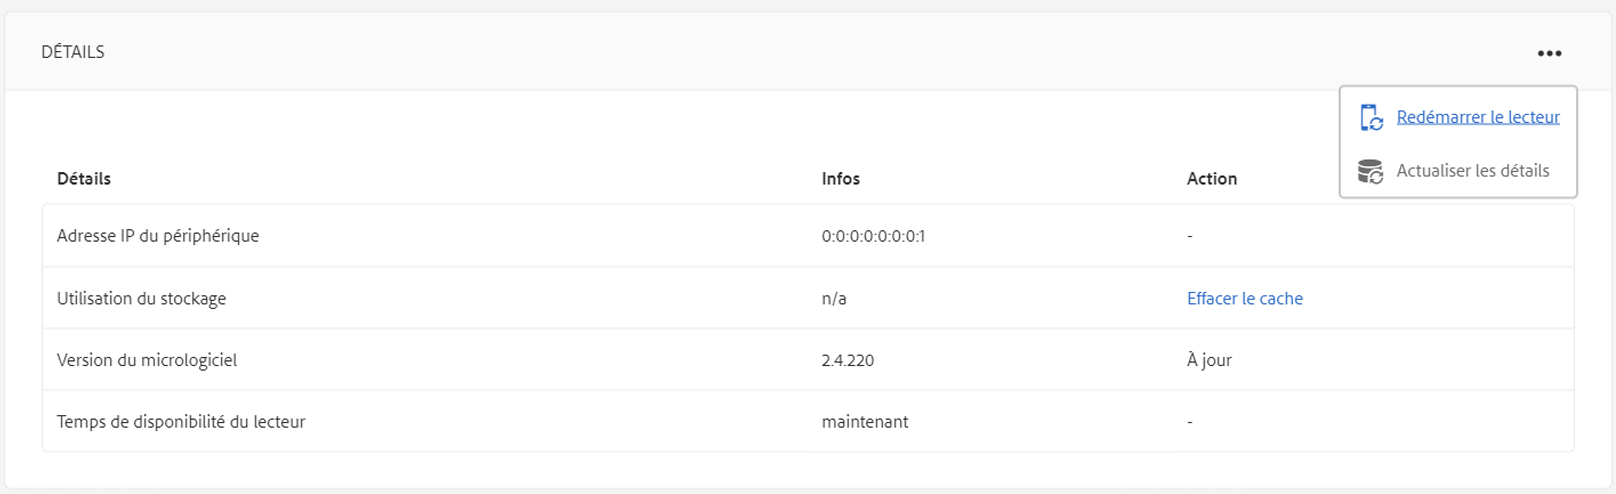 DÉTAILS
•••
Redémarrer le lecteur
Actualiser les détails
Détails Infos Action
Adresse IP du périphérique 0:0:0:0:0:0:0:1 -
Utilisation du stockage n/a Effacer le cache
Version du micrologiciel 2.4.220 À jour
Temps de disponibilité du lecteur maintenant -